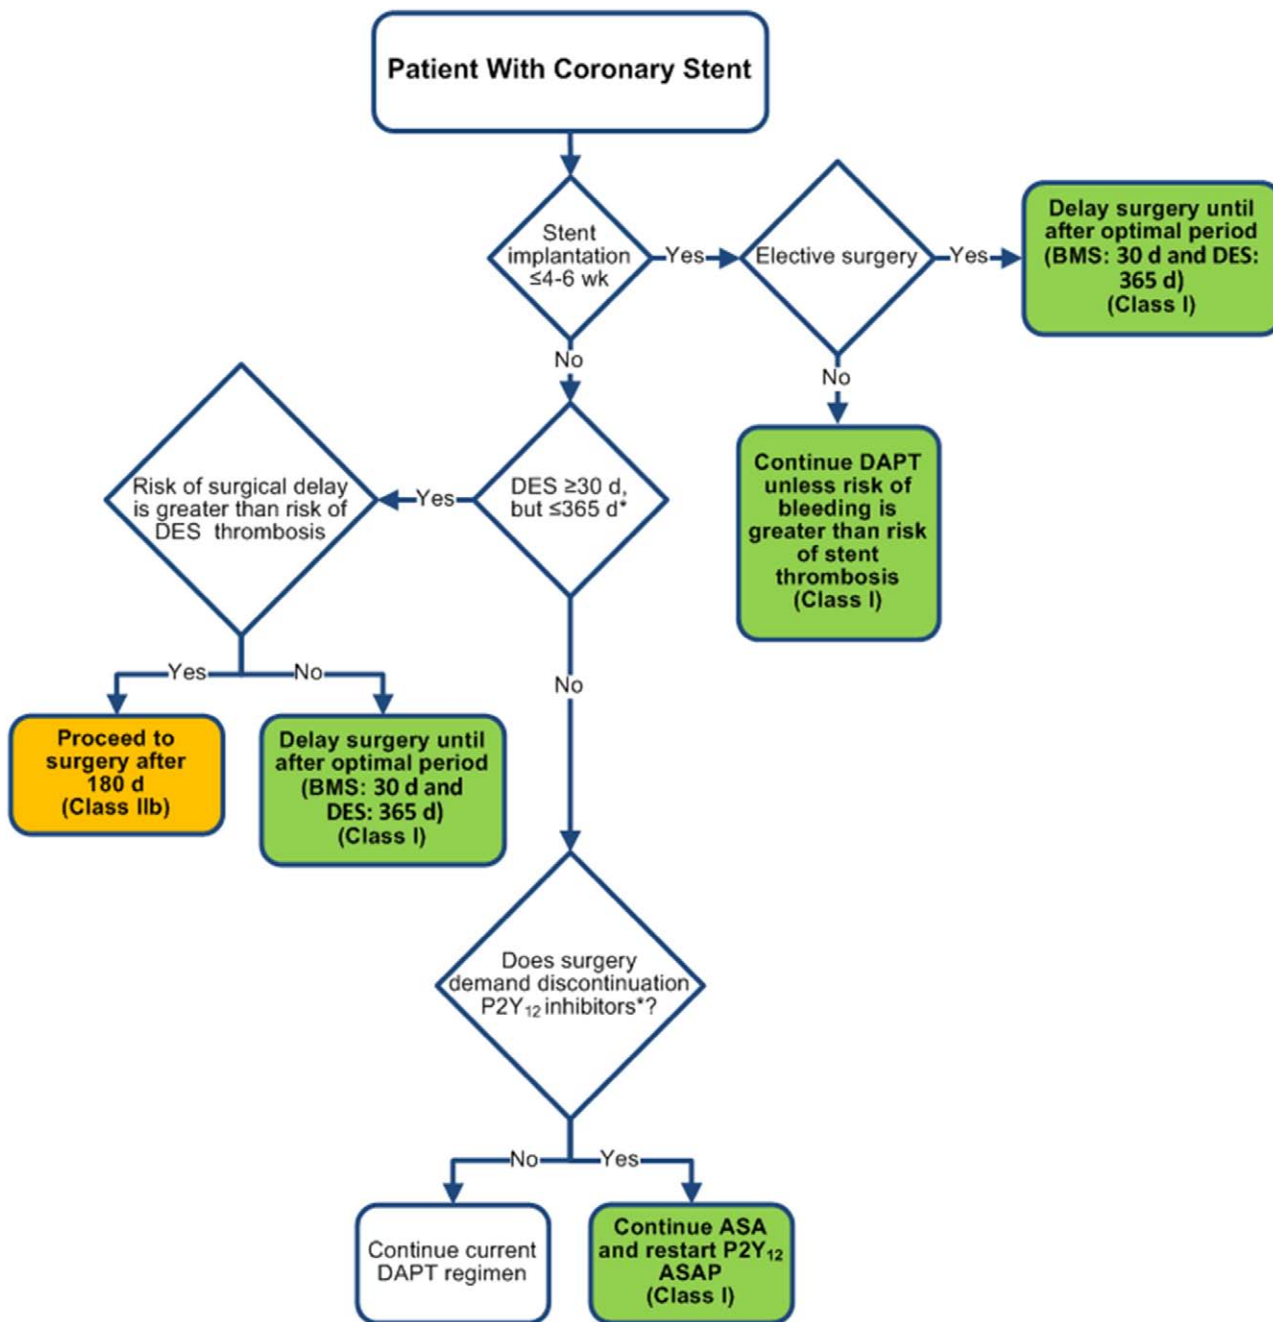 Patient With Coronary Stent
Stent
implantation
≤4-6 wk
Yes
Elective surgery
Yes
Delay surgery until
after optimal period
(BMS: 30 d and DES:
365 d)
(Class I)
No
No
Continue DAPT
unless risk of
bleeding is
greater than risk
of stent
thrombosis
(Class I)
DES ≥30 d,
but ≤365 d*
Yes
Risk of surgical delay
is greater than risk of
DES thrombosis
Yes
No
Proceed to
surgery after
180 d
(Class IIb)
Delay surgery until
after optimal period
(BMS: 30 d and
DES: 365 d)
(Class I)
No
Does surgery
demand discontinuation
P2Y₁₂ inhibitors*?
No
Yes
Continue current
DAPT regimen
Continue ASA
and restart P2Y₁₂
ASAP
(Class I)